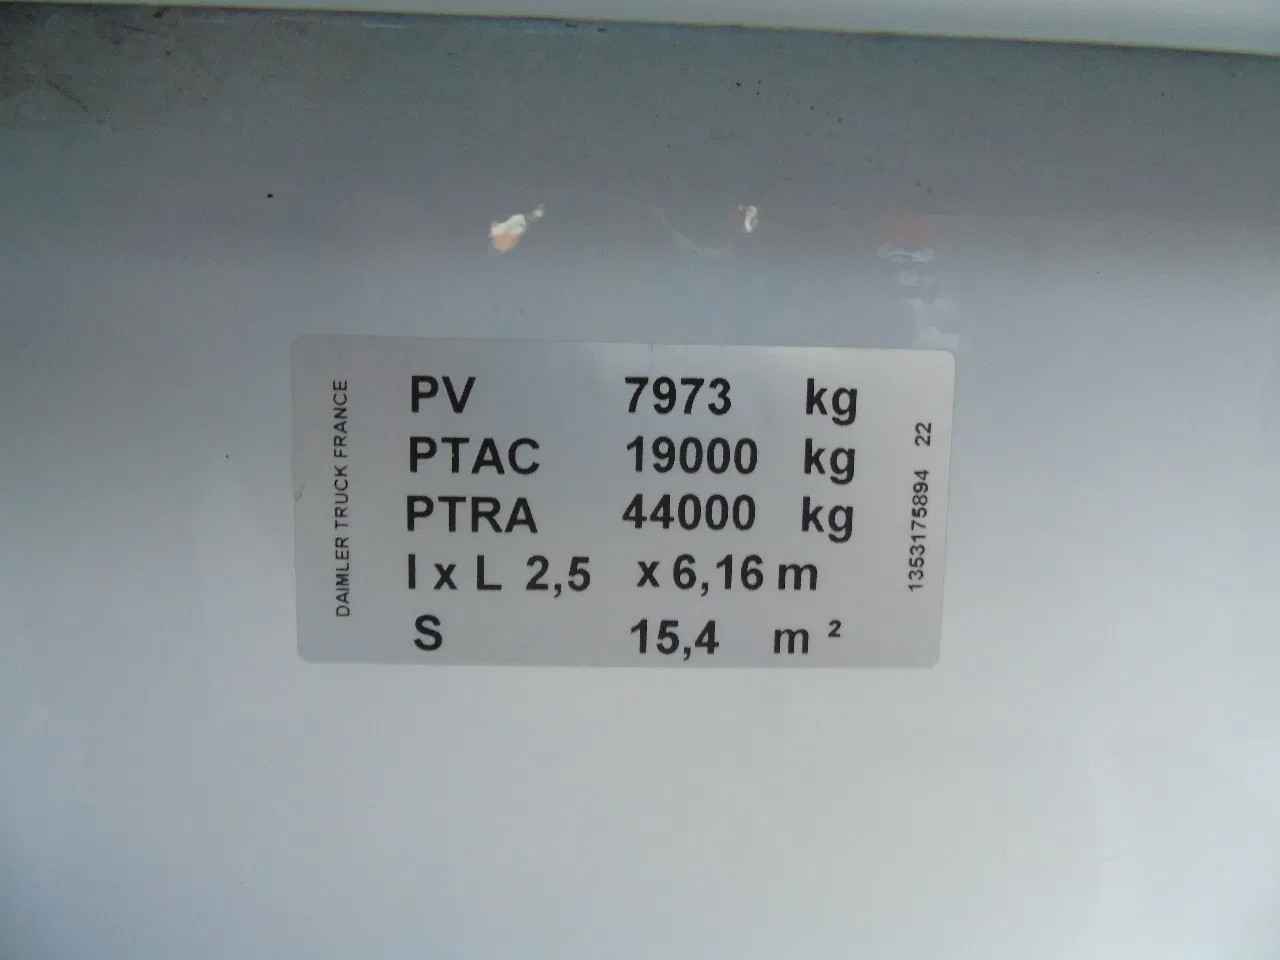 DAIMLER TRUCK FRANCE
PV 7973 kg
PTAC 19000 kg
PTRA 44000 kg
l x L 2,5 x 6,16 m
S 15,4 m ²
1353175894 22